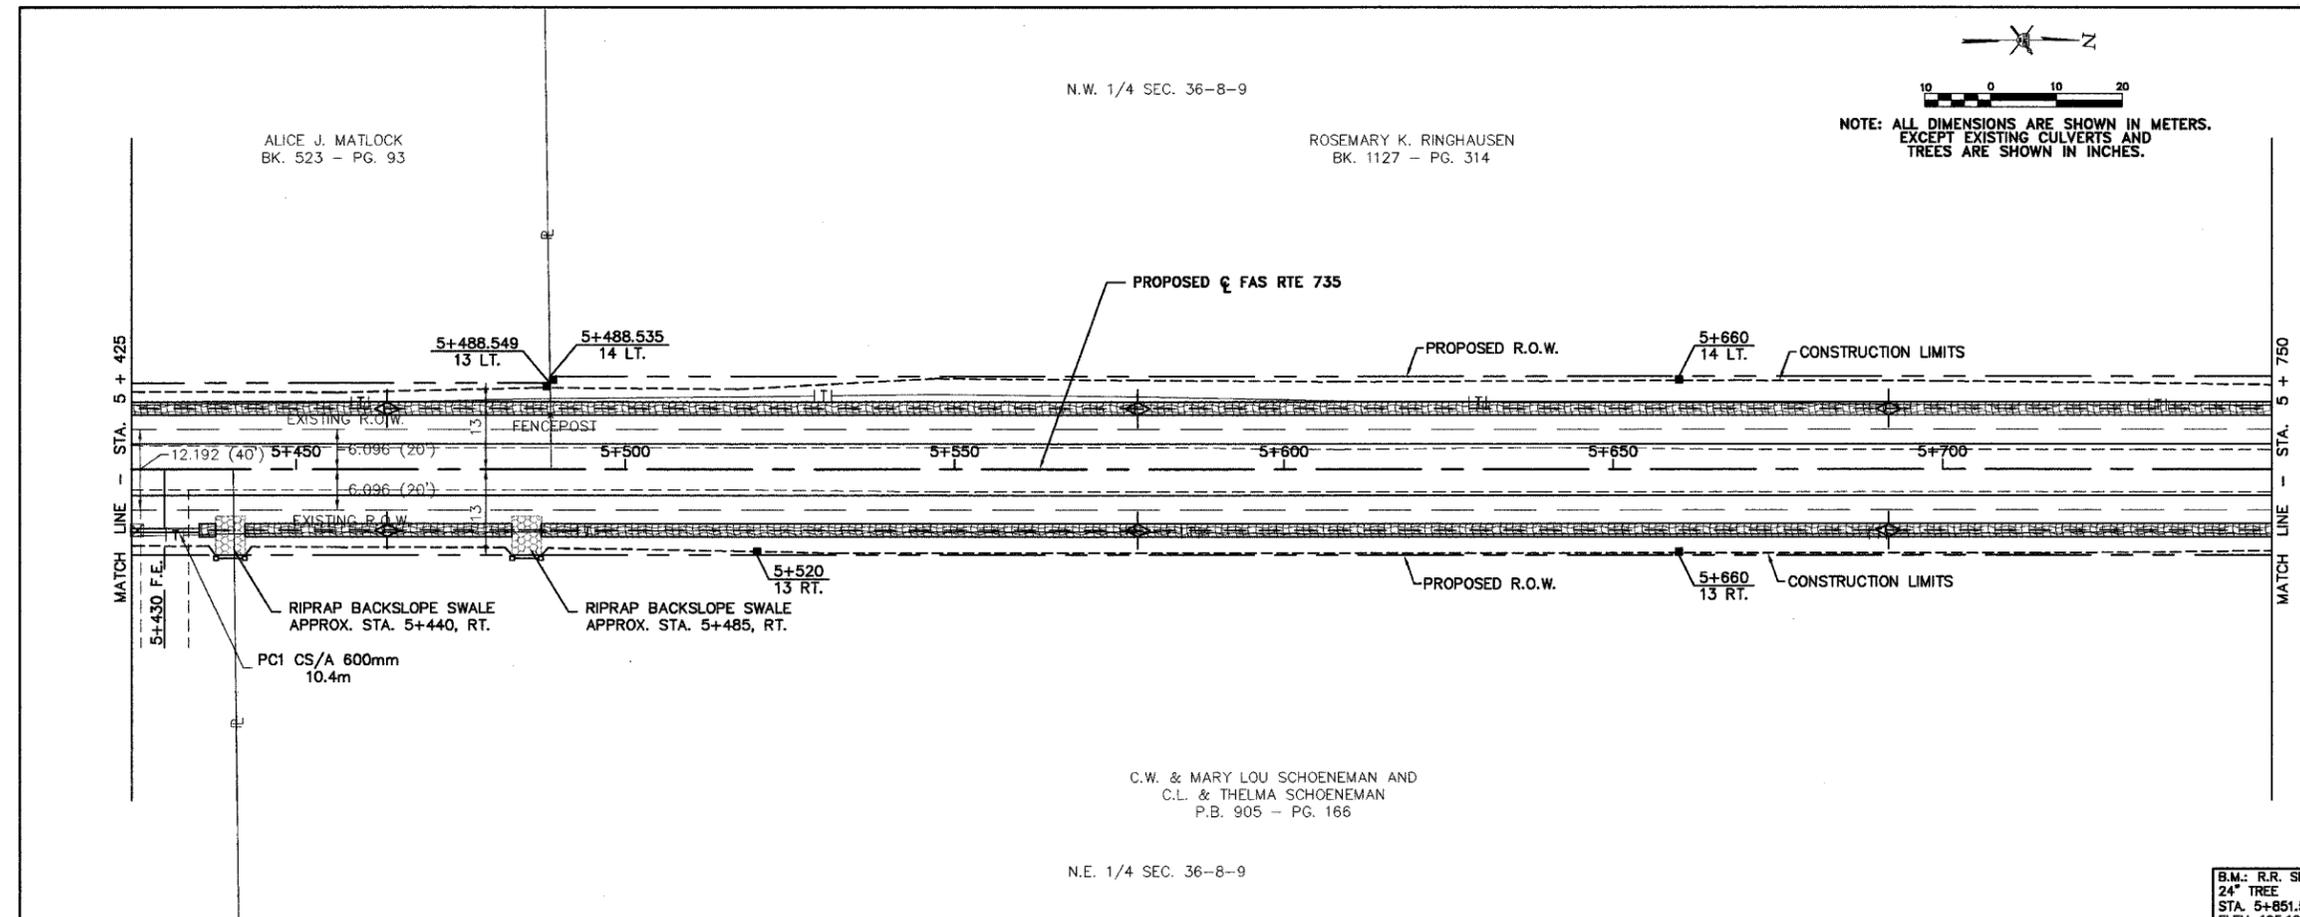 N
N.W. 1/4 SEC. 36-8-9
10 0 10 20
NOTE: ALL DIMENSIONS ARE SHOWN IN METERS.
EXCEPT EXISTING CULVERTS AND
TREES ARE SHOWN IN INCHES.
ALICE J. MATLOCK
BK. 523 - PG. 93
ROSEMARY K. RINGHAUSEN
BK. 1127 - PG. 314
PROPOSED ℄ FAS RTE 735
5+488.549
13 LT.
5+488.535
14 LT.
PROPOSED R.O.W.
5+660
14 LT.
CONSTRUCTION LIMITS
MATCH LINE - STA. 5 + 425
MATCH LINE - STA. 5 + 750
EXISTING R.O.W.
13
FENCEPOST
12.192 (40')
5+450
6.096 (20')
5+500
5+550
5+600
5+650
5+700
6.096 (20')
EXISTING R.O.W.
13
5+430 F.E.
5+520
13 RT.
PROPOSED R.O.W.
5+660
13 RT.
CONSTRUCTION LIMITS
RIPRAP BACKSLOPE SWALE
APPROX. STA. 5+440, RT.
RIPRAP BACKSLOPE SWALE
APPROX. STA. 5+485, RT.
PC1 CS/A 600mm
10.4m
C.W. & MARY LOU SCHOENEMAN AND
C.L. & THELMA SCHOENEMAN
P.B. 905 - PG. 166
N.E. 1/4 SEC. 36-8-9
B.M.: R.R.
24" TREE
STA. 5+851.